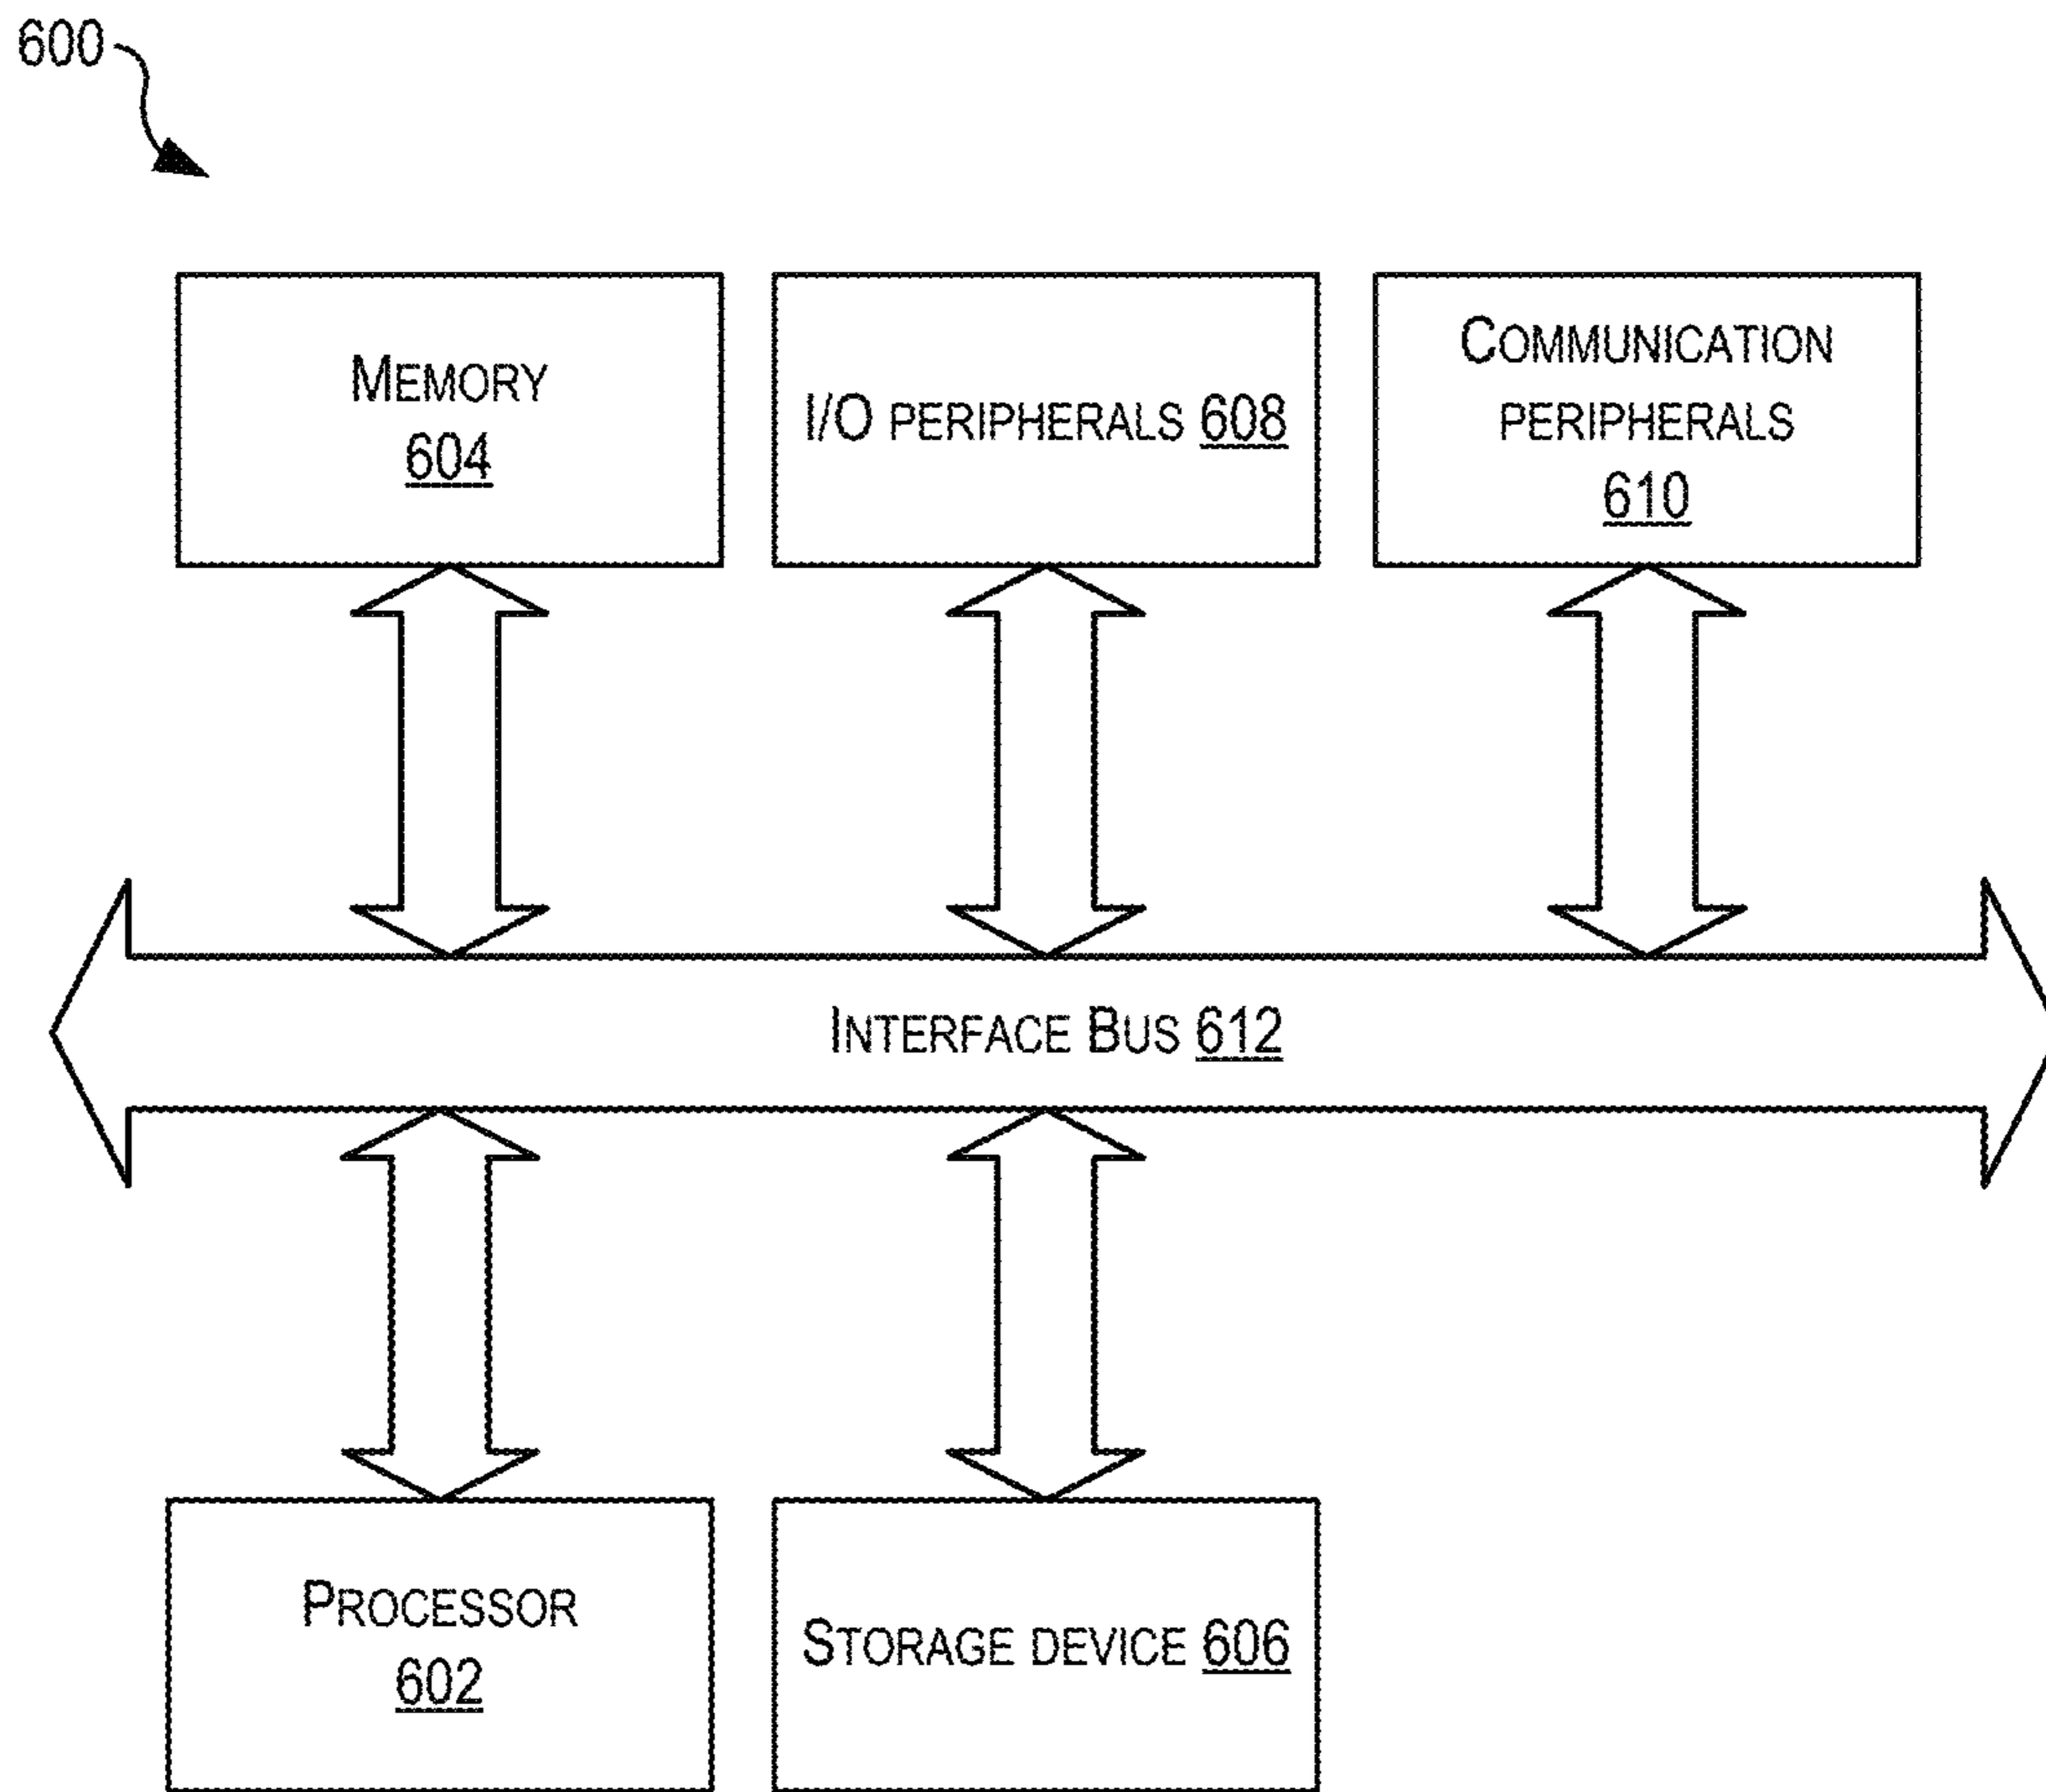 600
MEMORY
604
I/O PERIPHERALS 608
COMMUNICATION
PERIPHERALS
610
INTERFACE BUS 612
PROCESSOR
602
STORAGE DEVICE 606